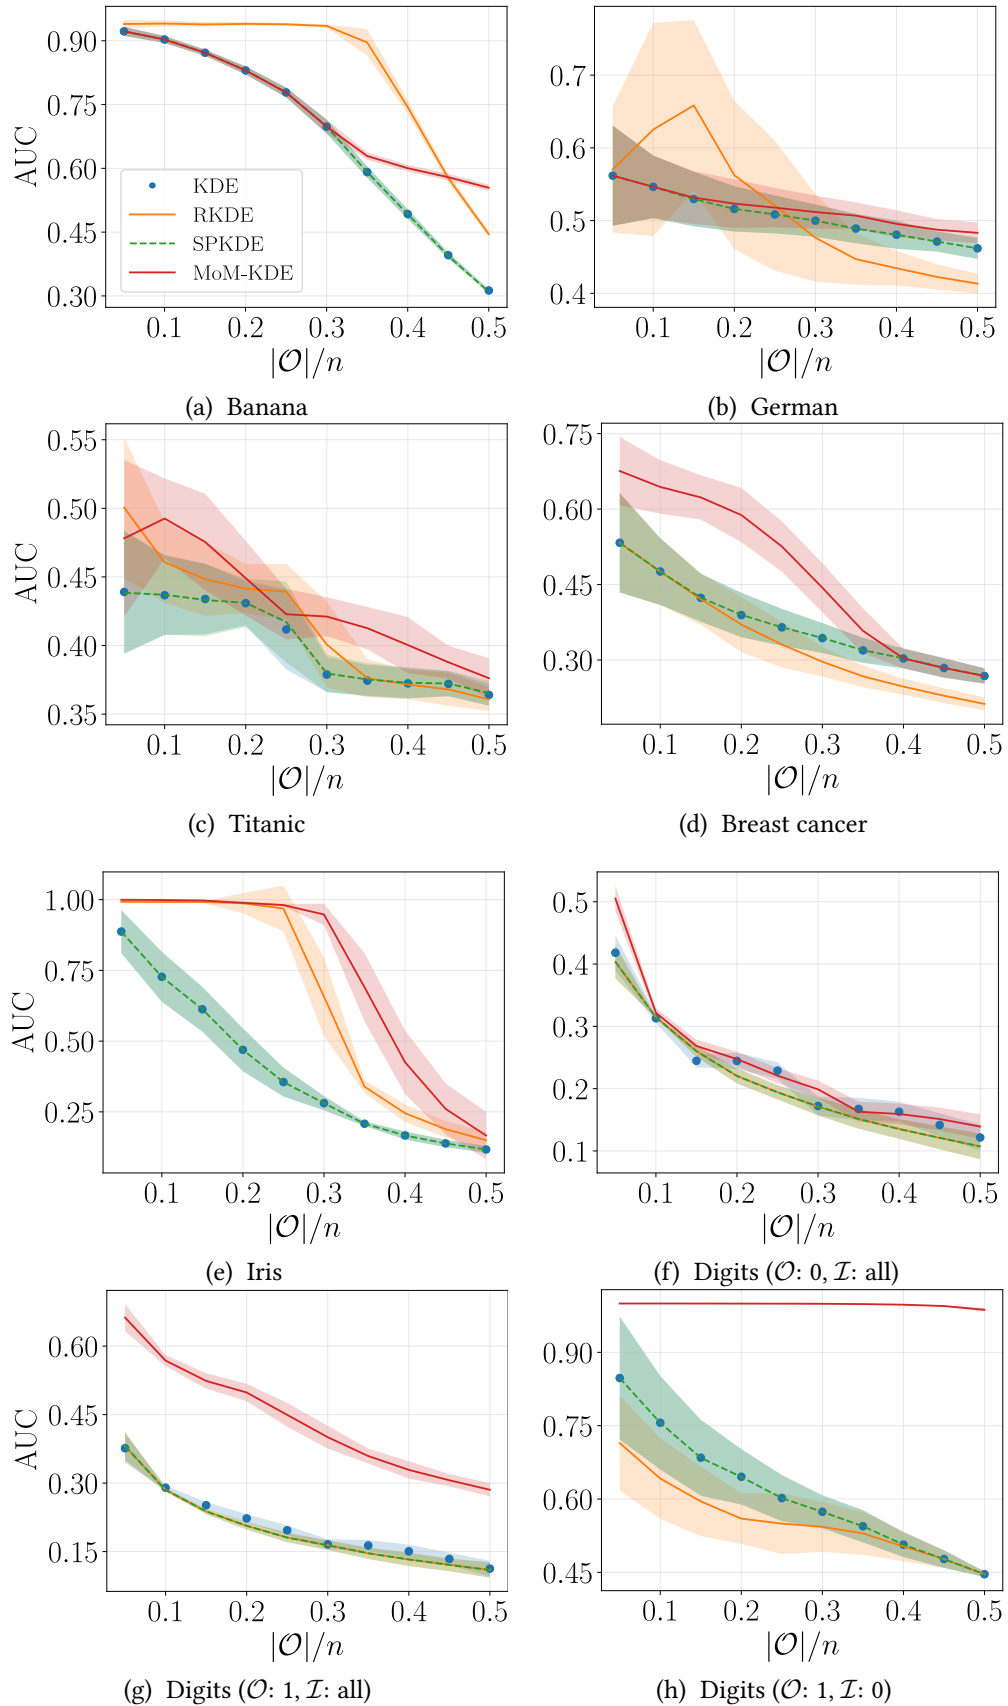 AUC
0.90
0.75
0.60
0.45
0.30
KDE
RKDE
SPKDE
MoM-KDE
0.1 0.2 0.3 0.4 0.5
|𝒪|/n
(a) Banana
0.7
0.6
0.5
0.4
0.1 0.2 0.3 0.4 0.5
|𝒪|/n
(b) German
AUC
0.55
0.50
0.45
0.40
0.35
0.1 0.2 0.3 0.4 0.5
|𝒪|/n
(c) Titanic
0.75
0.60
0.45
0.30
0.1 0.2 0.3 0.4 0.5
|𝒪|/n
(d) Breast cancer
AUC
1.00
0.75
0.50
0.25
0.1 0.2 0.3 0.4 0.5
|𝒪|/n
(e) Iris
0.5
0.4
0.3
0.2
0.1
0.1 0.2 0.3 0.4 0.5
|𝒪|/n
(f) Digits (𝒪: 0, ℐ: all)
AUC
0.60
0.45
0.30
0.15
0.1 0.2 0.3 0.4 0.5
|𝒪|/n
(g) Digits (𝒪: 1, ℐ: all)
0.90
0.75
0.60
0.45
0.1 0.2 0.3 0.4 0.5
|𝒪|/n
(h) Digits (𝒪: 1, ℐ: 0)